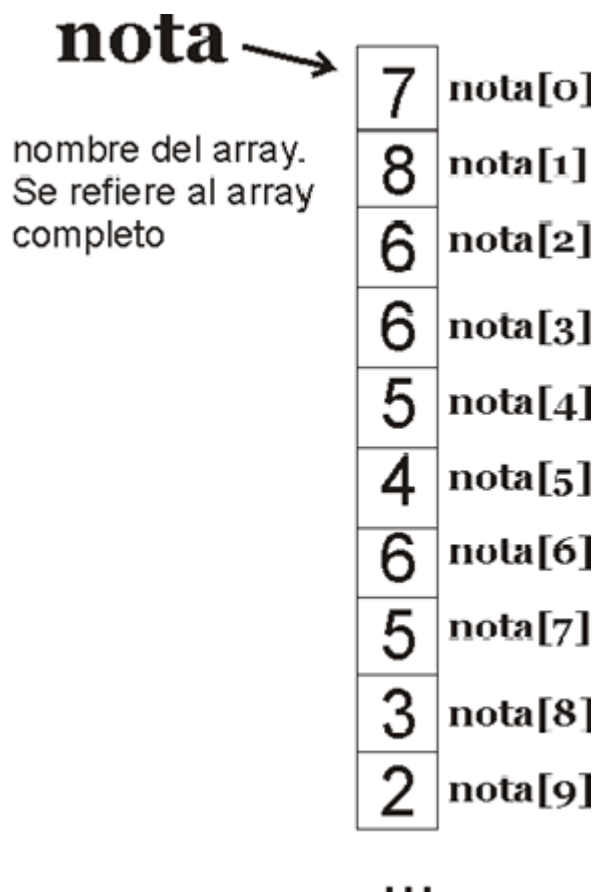 nota
nombre del array.
Se refiere al array
completo
7 nota[0]
8 nota[1]
6 nota[2]
6 nota[3]
5 nota[4]
4 nota[5]
6 nota[6]
5 nota[7]
3 nota[8]
2 nota[9]
...